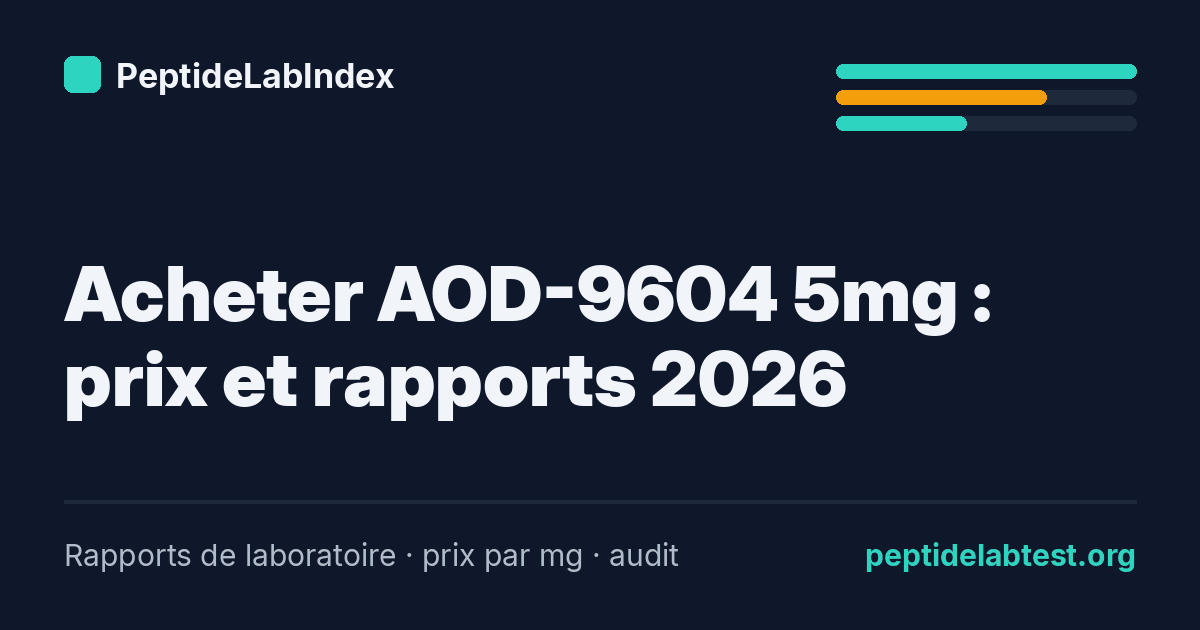 PeptideLabIndex
Acheter AOD-9604 5mg :
prix et rapports 2026
Rapports de laboratoire · prix par mg · audit
peptidelabtest.org